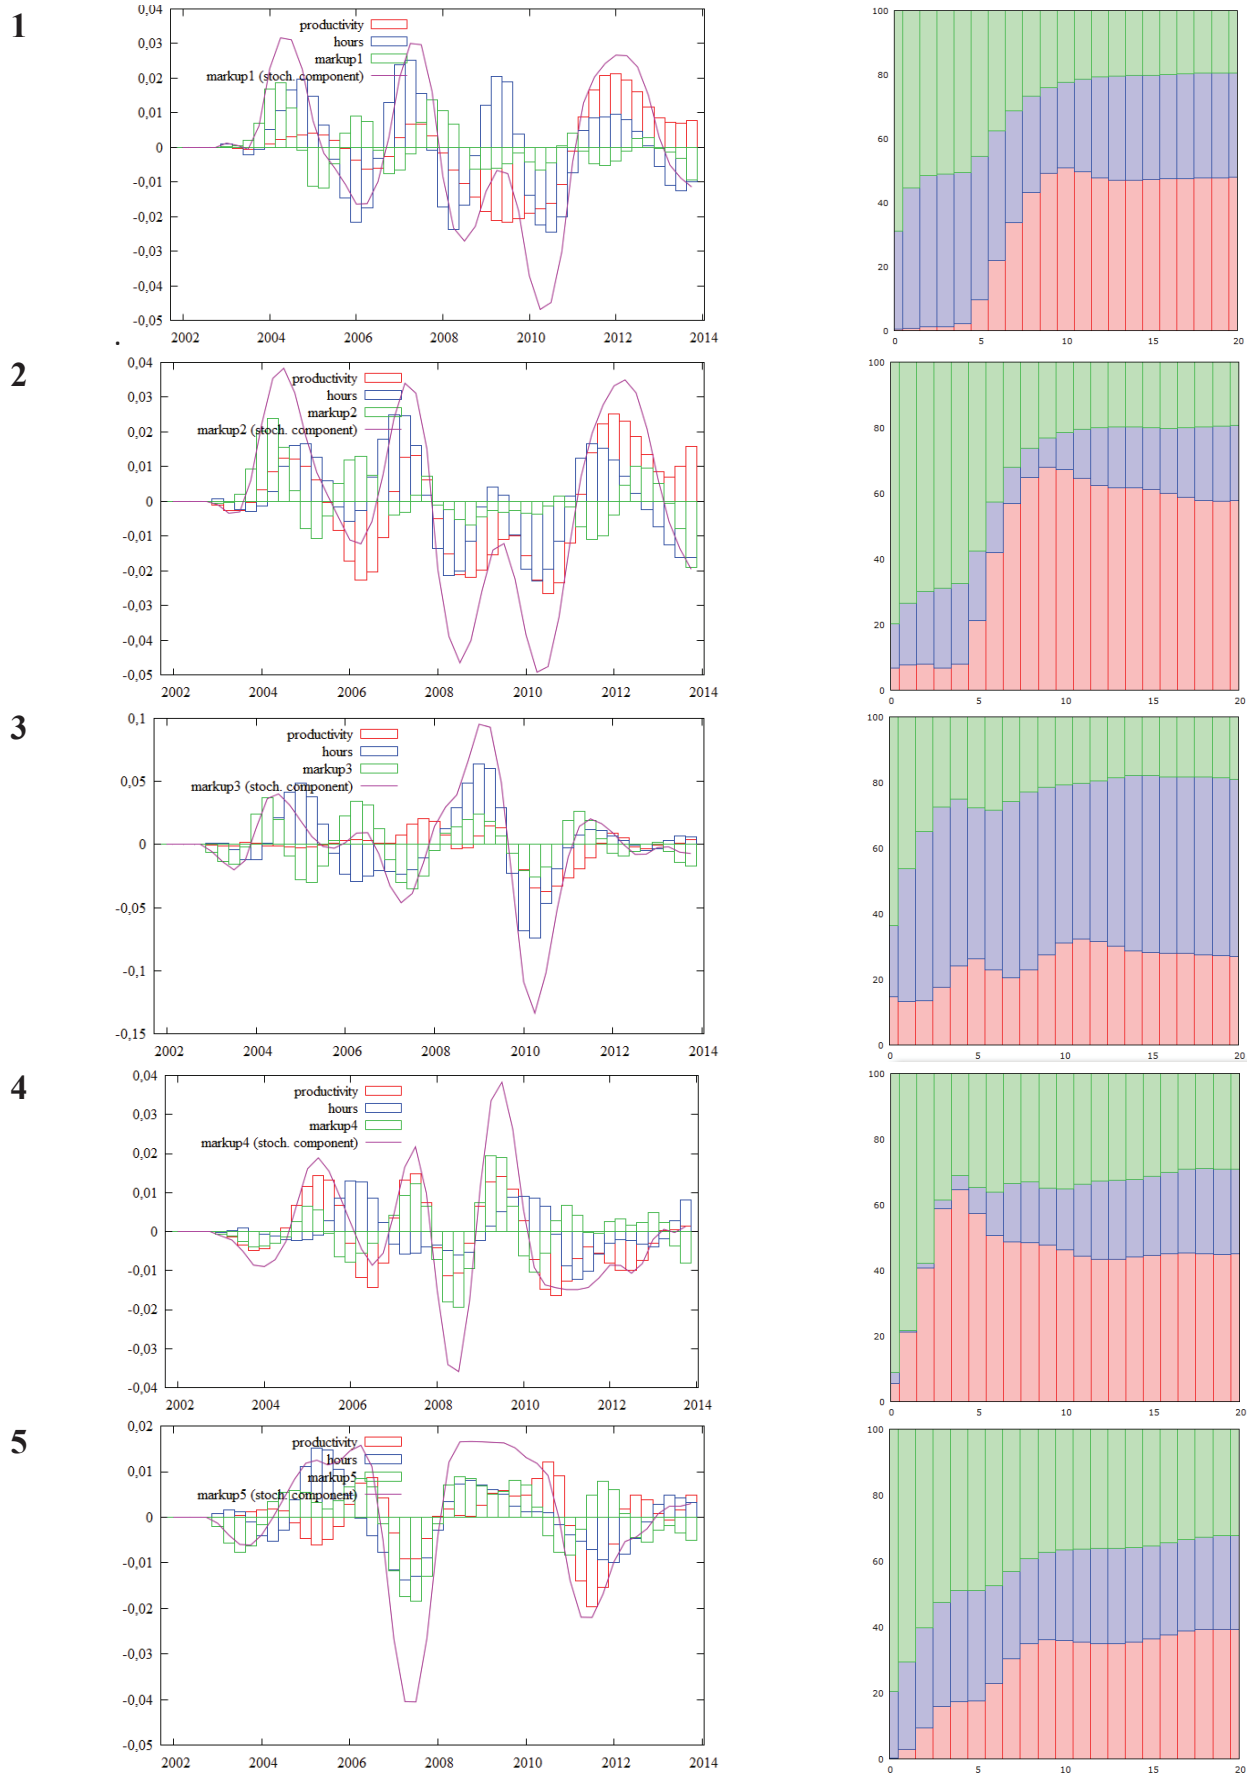 1
0,04
0,03
0,02
0,01
0
-0,01
-0,02
-0,03
-0,04
-0,05
2002 2004 2006 2008 2010 2012 2014
productivity
hours
markup1
markup1 (stoch. component)
100
80
60
40
20
0
0 5 10 15 20
2
0,04
0,03
0,02
0,01
0
-0,01
-0,02
-0,03
-0,04
-0,05
2002 2004 2006 2008 2010 2012 2014
productivity
hours
markup2
markup2 (stoch. component)
100
80
60
40
20
0
0 5 10 15 20
3
0,1
0,05
0
-0,05
-0,1
-0,15
2002 2004 2006 2008 2010 2012 2014
productivity
hours
markup3
markup3 (stoch. component)
100
80
60
40
20
0
0 5 10 15 20
4
0,04
0,03
0,02
0,01
0
-0,01
-0,02
-0,03
-0,04
2002 2004 2006 2008 2010 2012 2014
productivity
hours
markup4
markup4 (stoch. component)
100
80
60
40
20
0
0 5 10 15 20
5
0,02
0,01
0
-0,01
-0,02
-0,03
-0,04
-0,05
2002 2004 2006 2008 2010 2012 2014
productivity
hours
markup5
markup5 (stoch. component)
100
80
60
40
20
0
0 5 10 15 20